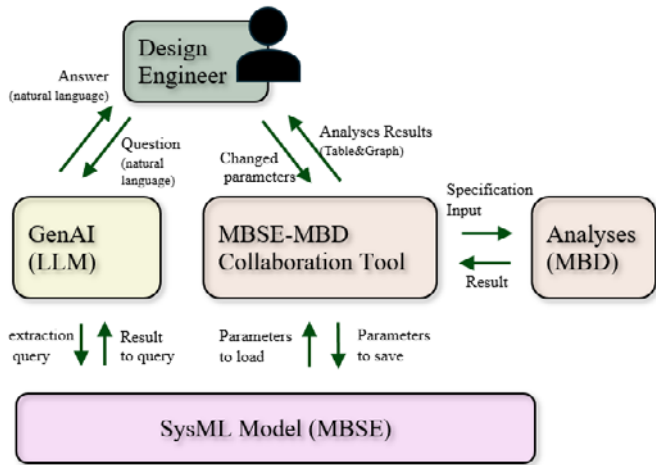 Design
Engineer
Answer
(natural language)
Question
(natural
language)
Changed
parameters
Analyses Results
(Table&Graph)
GenAI
(LLM)
MBSE-MBD
Collaboration Tool
Specification
Input
Result
Analyses
(MBD)
extraction
query
Result
to query
Parameters
to load
Parameters
to save
SysML Model (MBSE)